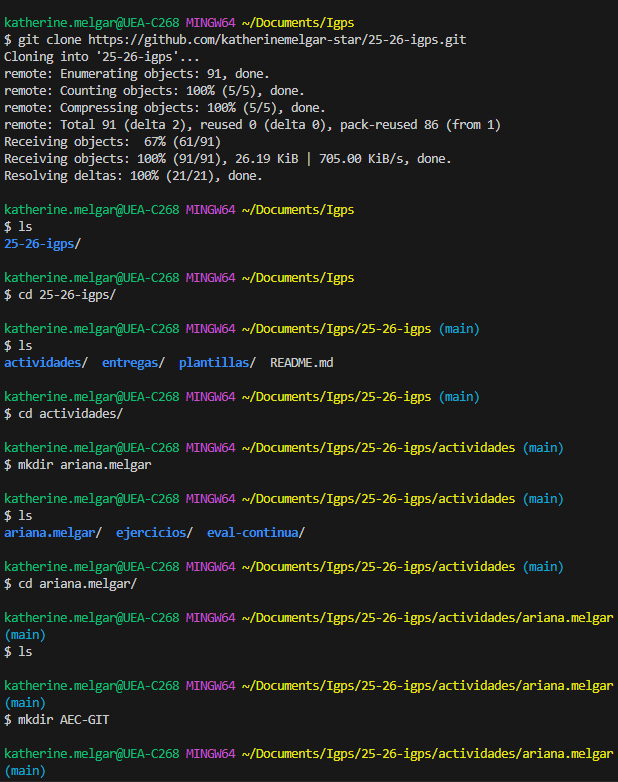 katherine.melgar@UEA-C268 MINGW64 ~/Documents/Igps
$ git clone https://github.com/katherinemelgar-star/25-26-igps.git
Cloning into '25-26-igps'...
remote: Enumerating objects: 91, done.
remote: Counting objects: 100% (5/5), done.
remote: Compressing objects: 100% (5/5), done.
remote: Total 91 (delta 2), reused 0 (delta 0), pack-reused 86 (from 1)
Receiving objects:  67% (61/91)
Receiving objects: 100% (91/91), 26.19 KiB | 705.00 KiB/s, done.
Resolving deltas: 100% (21/21), done.
katherine.melgar@UEA-C268 MINGW64 ~/Documents/Igps
$ ls
25-26-igps/
katherine.melgar@UEA-C268 MINGW64 ~/Documents/Igps
$ cd 25-26-igps/
katherine.melgar@UEA-C268 MINGW64 ~/Documents/Igps/25-26-igps (main)
$ ls
actividades/  entregas/  plantillas/  README.md
katherine.melgar@UEA-C268 MINGW64 ~/Documents/Igps/25-26-igps (main)
$ cd actividades/
katherine.melgar@UEA-C268 MINGW64 ~/Documents/Igps/25-26-igps/actividades (main)
$ mkdir ariana.melgar
katherine.melgar@UEA-C268 MINGW64 ~/Documents/Igps/25-26-igps/actividades (main)
$ ls
ariana.melgar/  ejercicios/  eval-continua/
katherine.melgar@UEA-C268 MINGW64 ~/Documents/Igps/25-26-igps/actividades (main)
$ cd ariana.melgar/
katherine.melgar@UEA-C268 MINGW64 ~/Documents/Igps/25-26-igps/actividades/ariana.melgar
(main)
$ ls
katherine.melgar@UEA-C268 MINGW64 ~/Documents/Igps/25-26-igps/actividades/ariana.melgar
(main)
$ mkdir AEC-GIT
katherine.melgar@UEA-C268 MINGW64 ~/Documents/Igps/25-26-igps/actividades/ariana.melgar
(main)